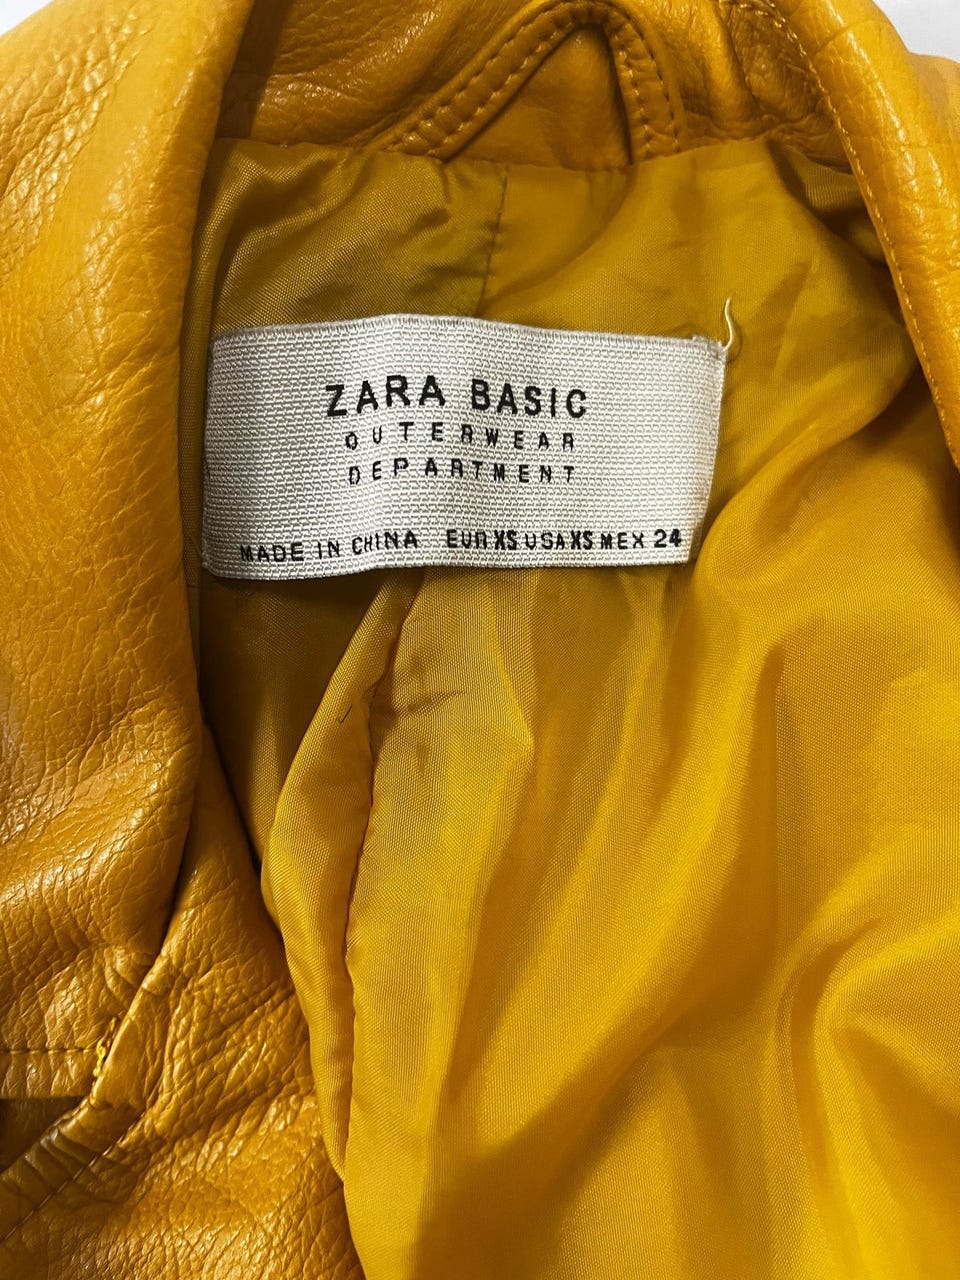 ZARA BASIC
OUTERWEAR
DEPARTMENT
MADE IN CHINA EUR XS USA XS MEX 24